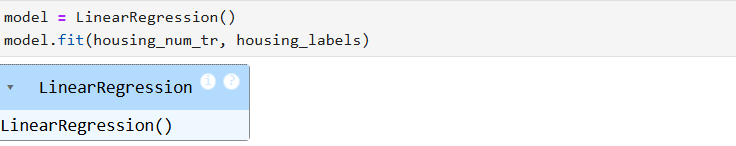 model = LinearRegression()
model.fit(housing_num_tr, housing_labels)
▾ LinearRegression i ?
LinearRegression()